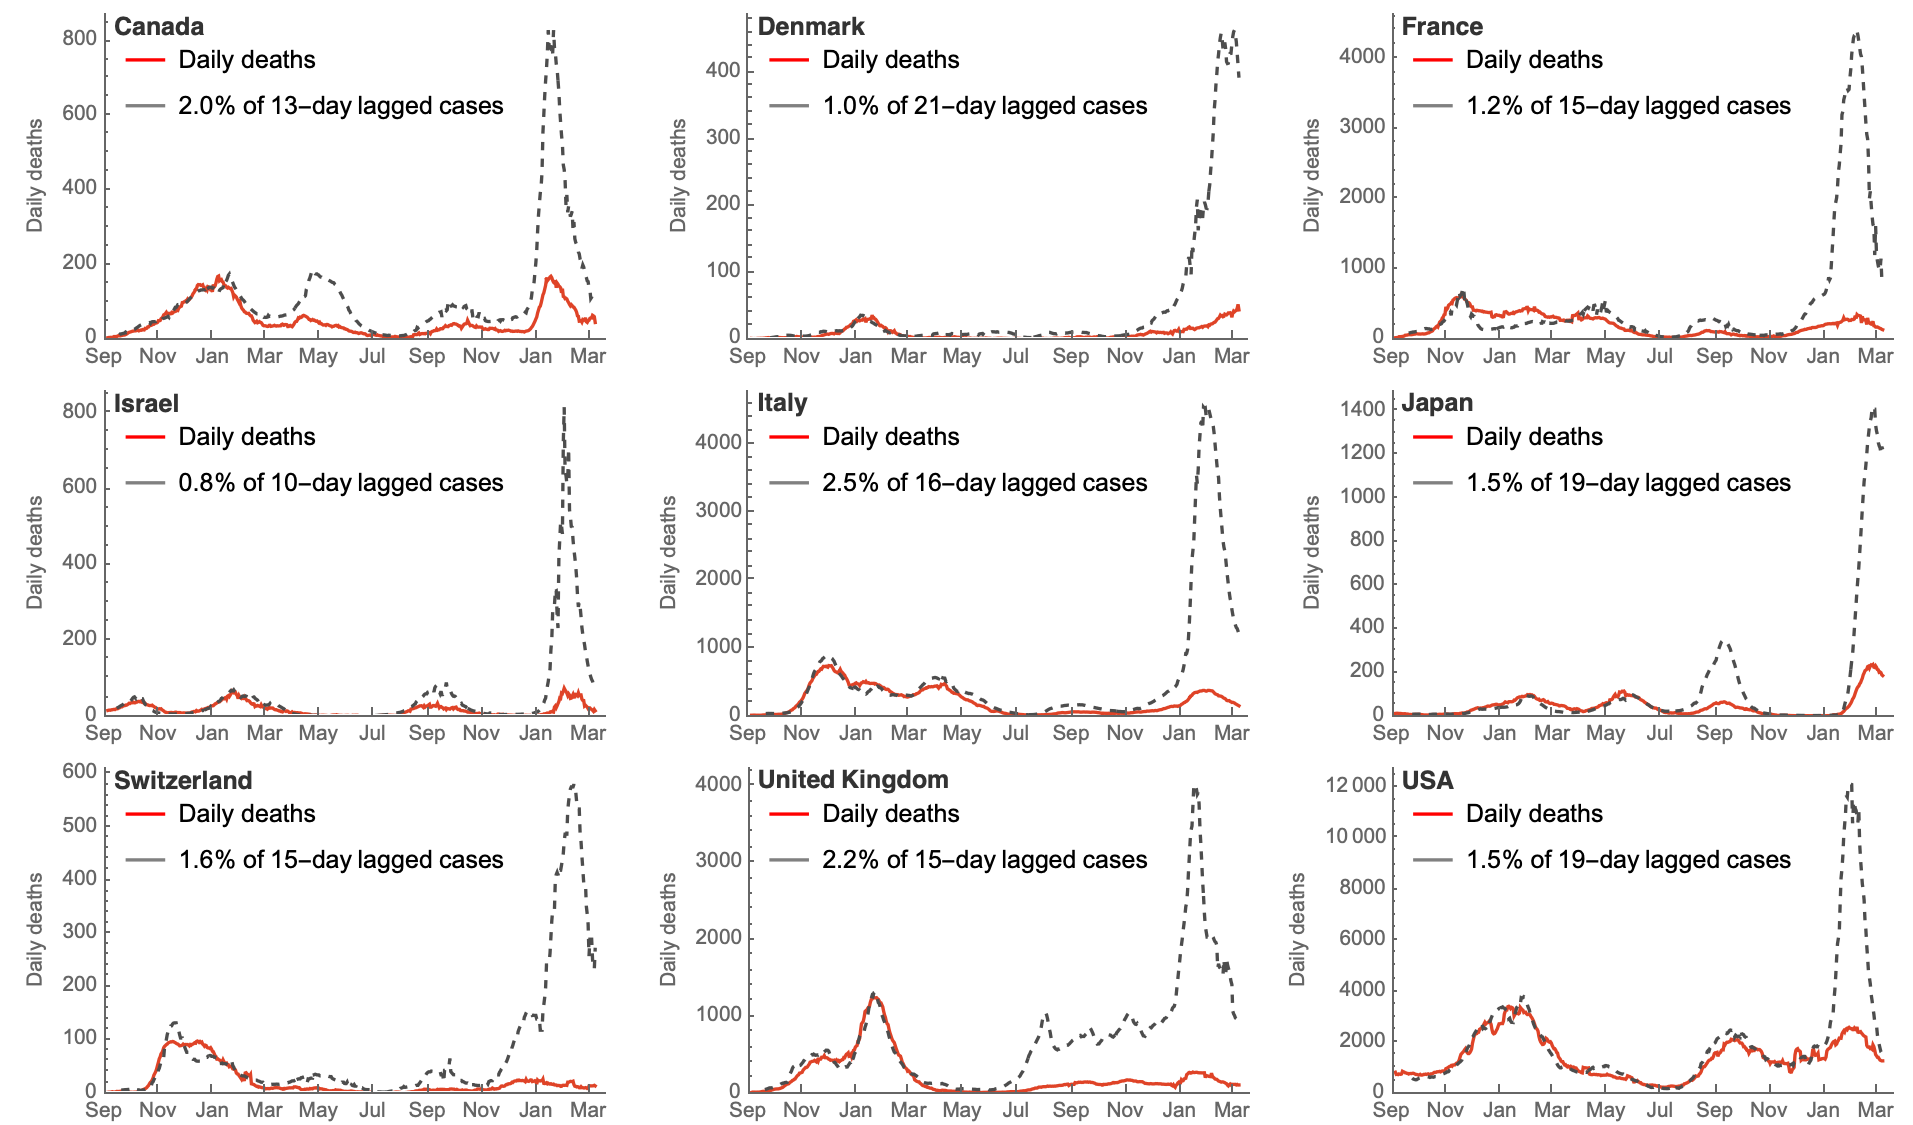 Canada
Daily deaths
2.0% of 13−day lagged cases
Daily deaths
800
600
400
200
0
Sep Nov Jan Mar May Jul Sep Nov Jan Mar
Denmark
Daily deaths
1.0% of 21−day lagged cases
Daily deaths
400
300
200
100
0
Sep Nov Jan Mar May Jul Sep Nov Jan Mar
France
Daily deaths
1.2% of 15−day lagged cases
Daily deaths
4000
3000
2000
1000
0
Sep Nov Jan Mar May Jul Sep Nov Jan Mar
Israel
Daily deaths
0.8% of 10−day lagged cases
Daily deaths
800
600
400
200
0
Sep Nov Jan Mar May Jul Sep Nov Jan Mar
Italy
Daily deaths
2.5% of 16−day lagged cases
Daily deaths
4000
3000
2000
1000
0
Sep Nov Jan Mar May Jul Sep Nov Jan Mar
Japan
Daily deaths
1.5% of 19−day lagged cases
Daily deaths
1400
1200
1000
800
600
400
200
0
Sep Nov Jan Mar May Jul Sep Nov Jan Mar
Switzerland
Daily deaths
1.6% of 15−day lagged cases
Daily deaths
600
500
400
300
200
100
0
Sep Nov Jan Mar May Jul Sep Nov Jan Mar
United Kingdom
Daily deaths
2.2% of 15−day lagged cases
Daily deaths
4000
3000
2000
1000
0
Sep Nov Jan Mar May Jul Sep Nov Jan Mar
USA
Daily deaths
1.5% of 19−day lagged cases
Daily deaths
12 000
10 000
8000
6000
4000
2000
0
Sep Nov Jan Mar May Jul Sep Nov Jan Mar